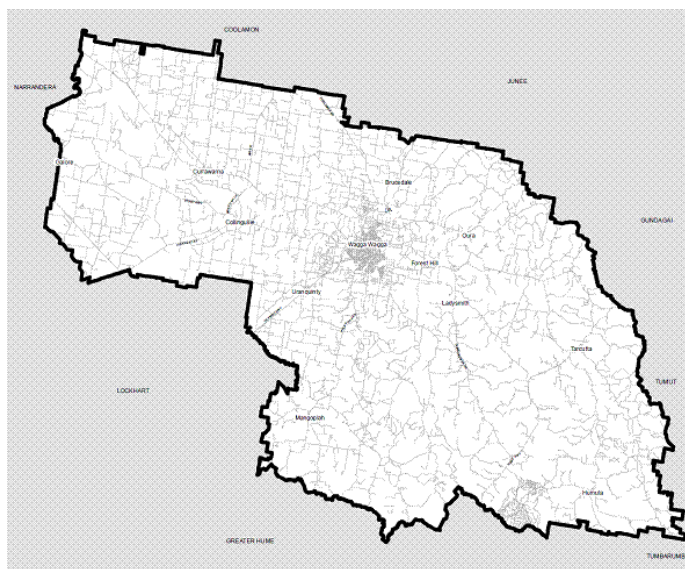 COOLAMON
NARRANDERA
JUNEE
Galore
Currawarna
Brucedale
Collingullie
Oura
GUNDAGAI
Wagga Wagga
Forest Hill
Uranquinty
Ladysmith
Tarcutta
LOCKHART
TUMUT
Mangoplah
Humula
GREATER HUME
TUMBARUMB